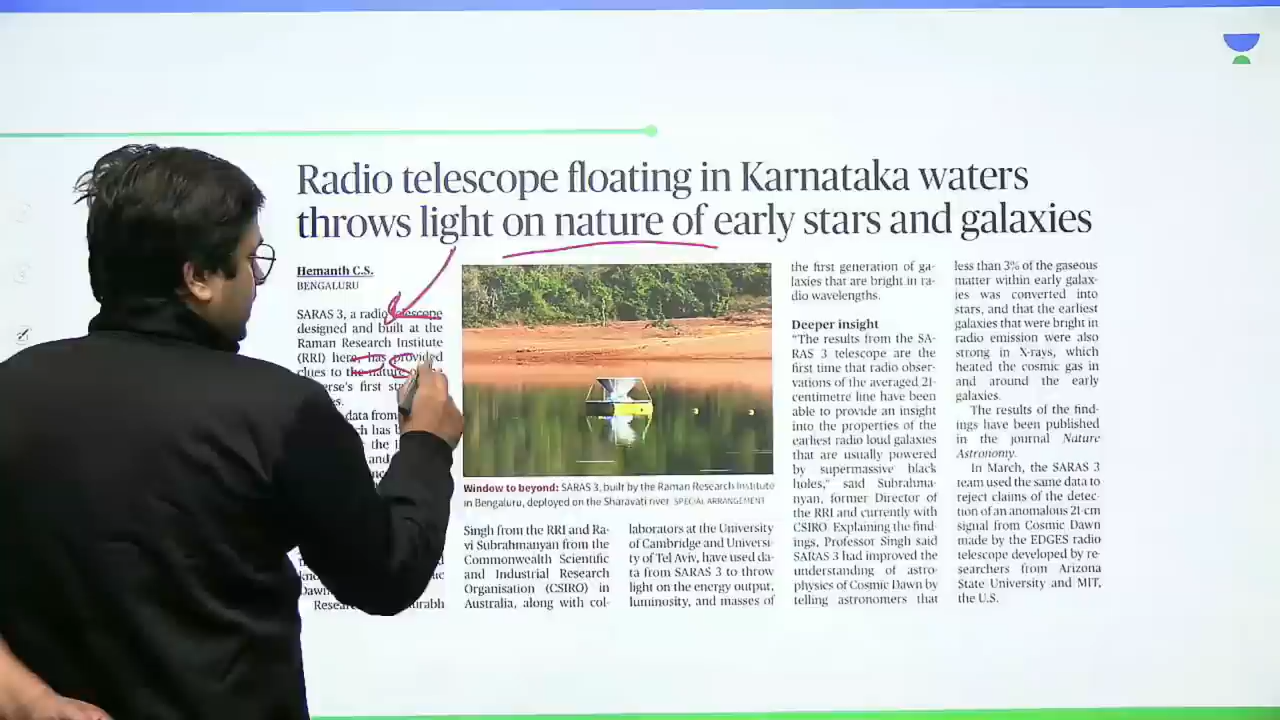 Radio telescope floating in Karnataka waters
throws light on nature of early stars and galaxies
Hemanth C.S.
BENGALURU
SARAS 3, a radio telescope
designed and built at the
Raman Research Institute
(RRI) here has provided
clues to the nature
first
data from
has
the
and
Singh from the RRI and Ra-
vi Subrahmanyan from the
Commonwealth Scientific
and Industrial Research
Organisation (CSIRO) in
Australia, along with col-
Window to beyond: SARAS 3, built by the Raman Research Institute
in Bengaluru, deployed on the Sharavati river SPECIAL ARRANGEMENT
laborators at the University
of Cambridge and Universi-
ty of Tel Aviv, have used da-
ta from SARAS 3 to throw
light on the energy output,
luminosity, and masses of
the first generation of ga-
laxies that are bright in ra-
dio wavelengths.
Deeper insight
"The results from the SA-
RAS 3 telescope are the
first time that radio obser-
vations of the averaged 21-
centimetre line have been
able to provide an insight
into the properties of the
earliest radio loud galaxies
that are usually powered
by supermassive black
holes," said Subrahma-
nyan, former Director of
the RRI and currently with
CSIRO Explaining the find-
ings, Professor Singh said
SARAS 3 had improved the
understanding of astro-
physics of Cosmic Dawn by
telling astronomers that
less than 3% of the gaseous
matter within early galax-
ies was converted into
stars, and that the earliest
galaxies that were bright in
radio emission were also
strong in X-rays, which
heated the cosmic gas in
and around the early
galaxies.
The results of the find-
ings have been published
in the journal Nature
Astronomy.
In March, the SARAS 3
team used the same data to
reject claims of the detec-
tion of an anomalous 21-cm
signal from Cosmic Dawn
made by the EDGES radio
telescope developed by re-
searchers from Arizona
State University and MIT,
the U.S.